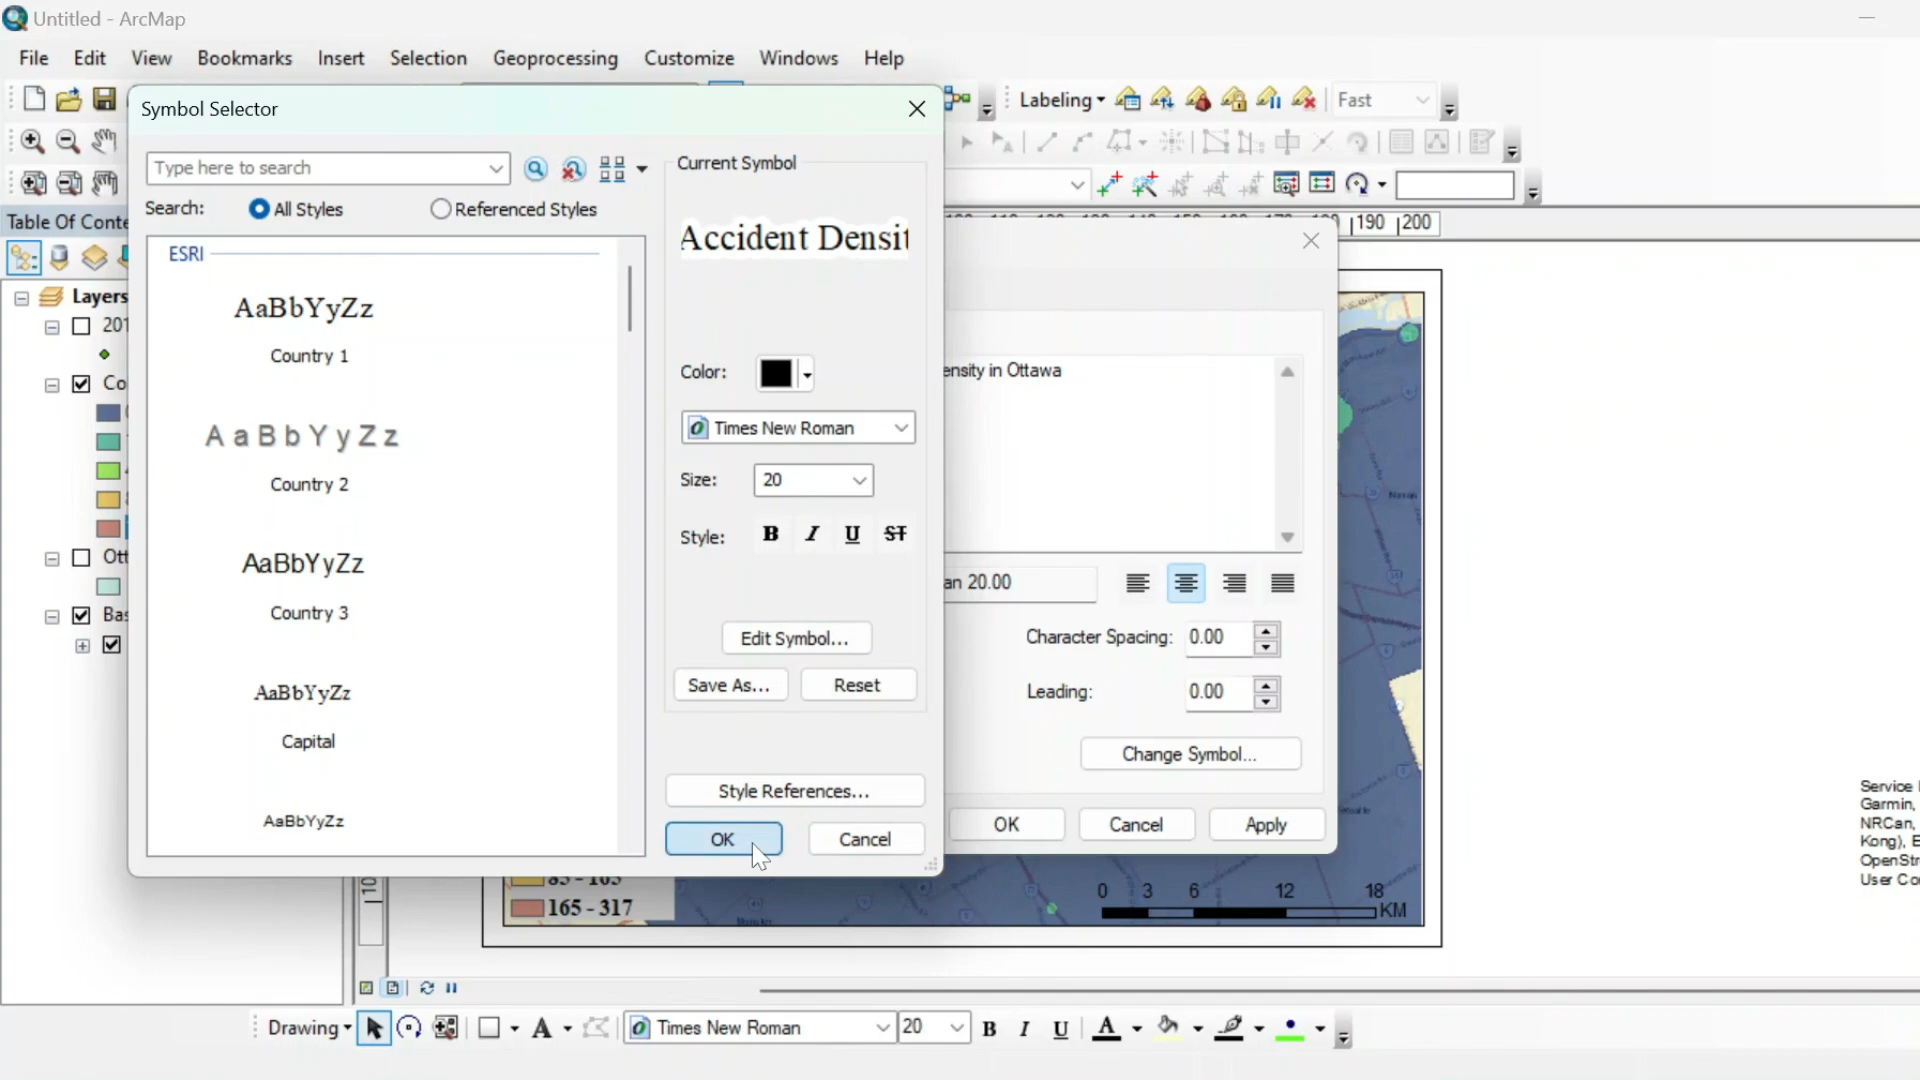 Untitled - ArcMap
File Edit View Bookmarks Insert Selection Geoprocessing Customize Windows Help
Symbol Selector
Labeling Fast
Type here to search
Search: All Styles Referenced Styles
Current Symbol
Accident Densit
Table Of Conte
190 200
ESRI
AaBbYyZz
Country 1
AaBbYyZz
Country 2
AaBbYyZz
Country 3
AaBbYyZz
Capital
AaBbYyZz
Layers
201
Co
Ott
Bas
Color:
Times New Roman
Size: 20
Style: B I U ST
Edit Symbol...
Save As... Reset
Style References...
OK Cancel
ensity in Ottawa
an 20.00
Character Spacing: 0.00
Leading: 0.00
Change Symbol...
OK Cancel Apply
165 - 317
0 3 6 12 18
KM
Service
Garmin,
NRCan,
Kong), E
OpenStr
User Co
Drawing A Times New Roman 20 B I U A